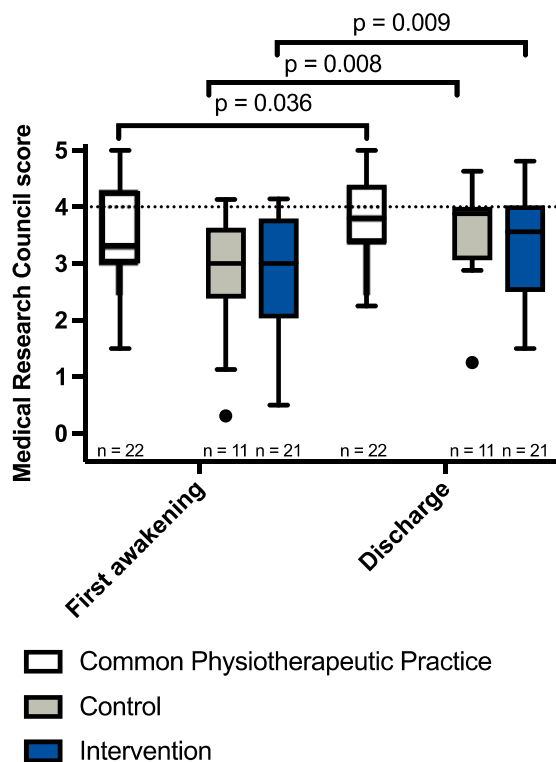 p = 0.009
p = 0.008
p = 0.036
Medical Research Council score
5
4
3
2
1
0
n = 22
n = 11
n = 21
n = 22
n = 11
n = 21
First awakening
Discharge
Common Physiotherapeutic Practice
Control
Intervention